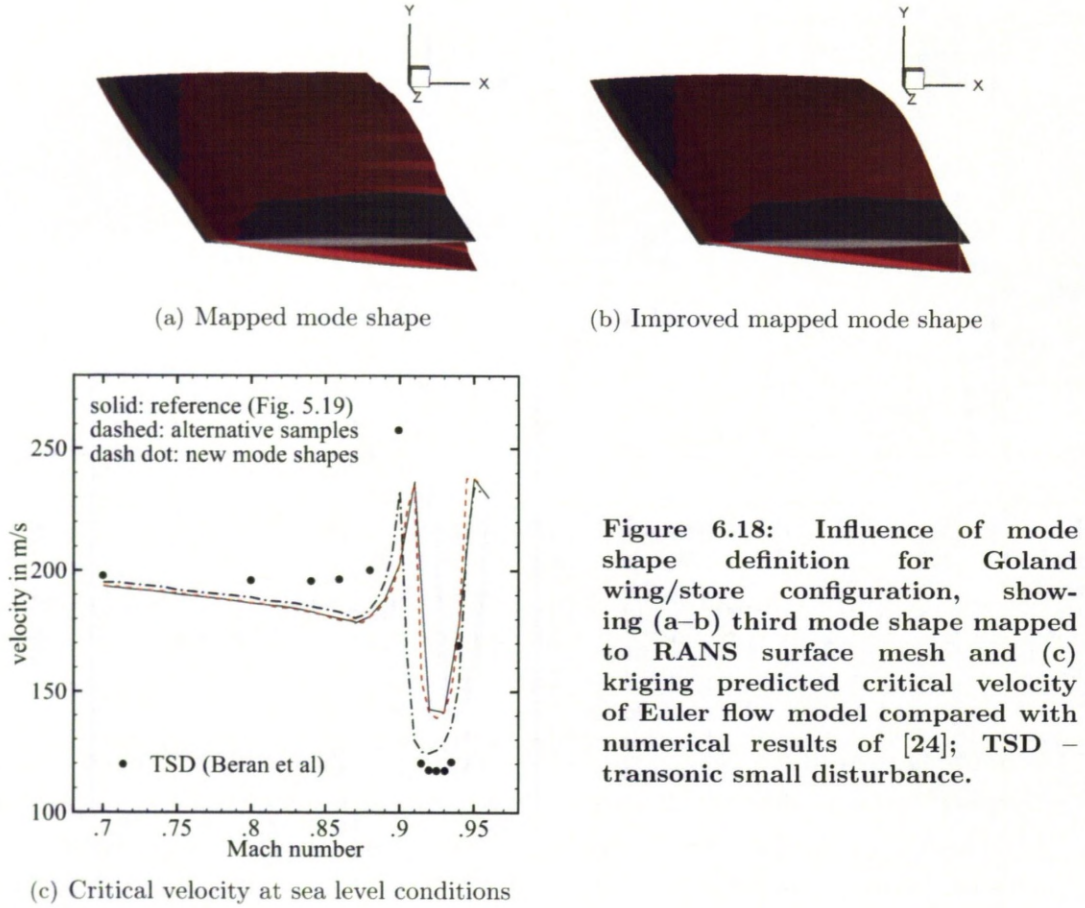 Y
X
Z
Y
X
Z
(a) Mapped mode shape
(b) Improved mapped mode shape
solid: reference (Fig. 5.19)
dashed: alternative samples
dash dot: new mode shapes
250
200
150
100
velocity in m/s
TSD (Beran et al)
.7
.75
.8
.85
.9
.95
Mach number
(c) Critical velocity at sea level conditions
Figure 6.18: Influence of mode
shape definition for Goland
wing/store configuration, show-
ing (a–b) third mode shape mapped
to RANS surface mesh and (c)
kriging predicted critical velocity
of Euler flow model compared with
numerical results of [24]; TSD –
transonic small disturbance.